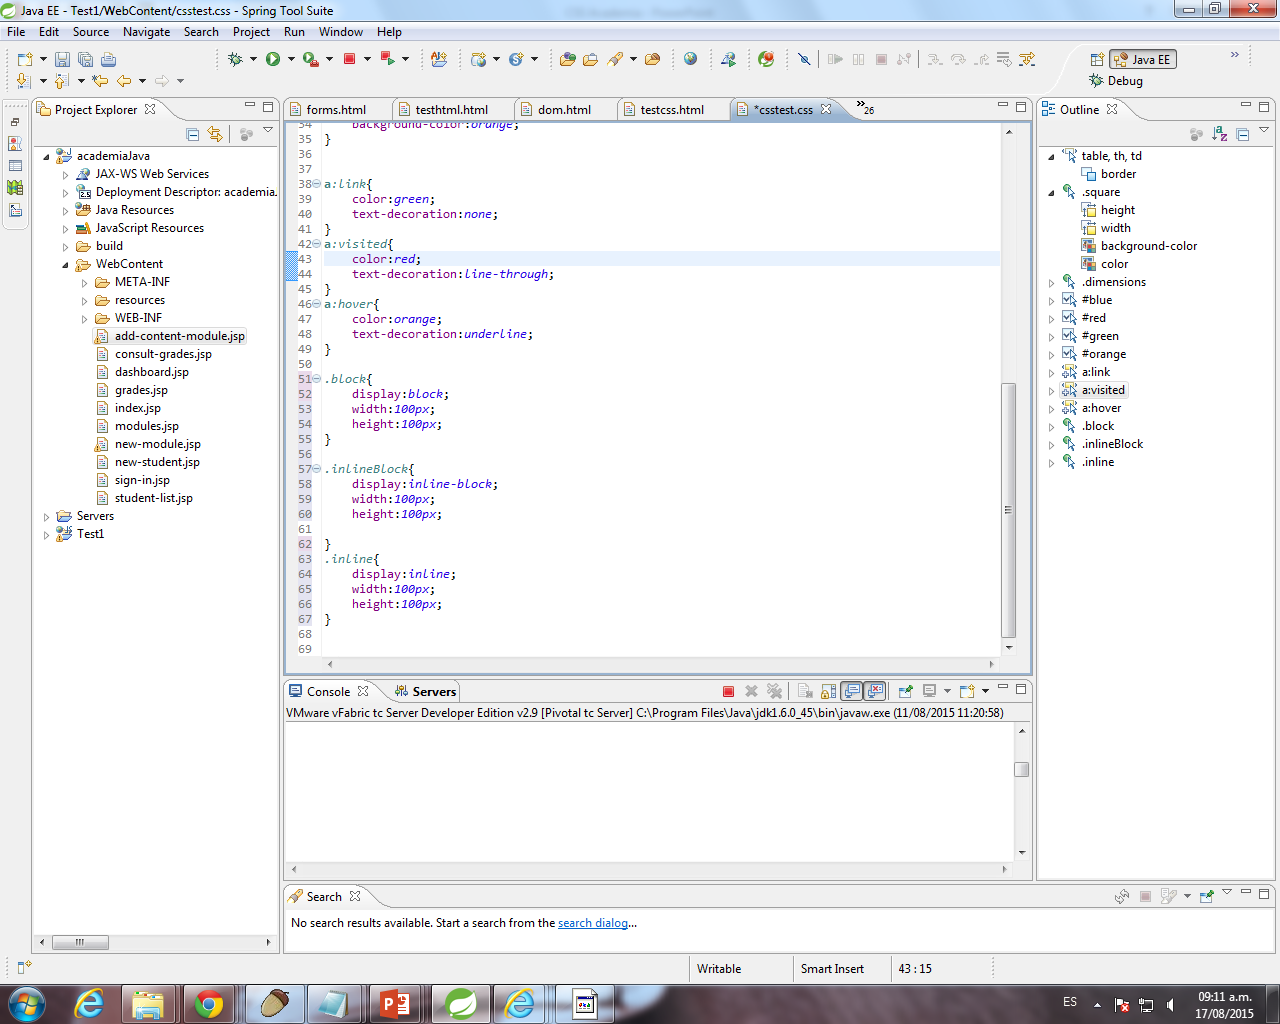 Java EE - Test1/WebContent/csstest.css - Spring Tool Suite
File Edit Source Navigate Search Project Run Window Help
Java EE
Debug
Project Explorer
academiaJava
JAX-WS Web Services
Deployment Descriptor: academia.
Java Resources
JavaScript Resources
build
WebContent
META-INF
resources
WEB-INF
add-content-module.jsp
consult-grades.jsp
dashboard.jsp
grades.jsp
index.jsp
modules.jsp
new-module.jsp
new-student.jsp
sign-in.jsp
student-list.jsp
Servers
Test1
forms.html testhtml.html dom.html testcss.html *csstest.css »26
34 background-color:orange;
35 }
36
37
38 a:link{
39 color:green;
40 text-decoration:none;
41 }
42 a:visited{
43 color:red;
44 text-decoration:line-through;
45 }
46 a:hover{
47 color:orange;
48 text-decoration:underline;
49 }
50
51 .block{
52 display:block;
53 width:100px;
54 height:100px;
55 }
56
57 .inlineBlock{
58 display:inline-block;
59 width:100px;
60 height:100px;
61
62 }
63 .inline{
64 display:inline;
65 width:100px;
66 height:100px;
67 }
68
69
Outline
table, th, td
border
.square
height
width
background-color
color
.dimensions
#blue
#red
#green
#orange
a:link
a:visited
a:hover
.block
.inlineBlock
.inline
Console Servers
VMware vFabric tc Server Developer Edition v2.9 [Pivotal tc Server] C:\Program Files\Java\jdk1.6.0_45\bin\javaw.exe (11/08/2015 11:20:58)
Search
No search results available. Start a search from the search dialog...
Writable Smart Insert 43 : 15
ES 09:11 a.m.
17/08/2015